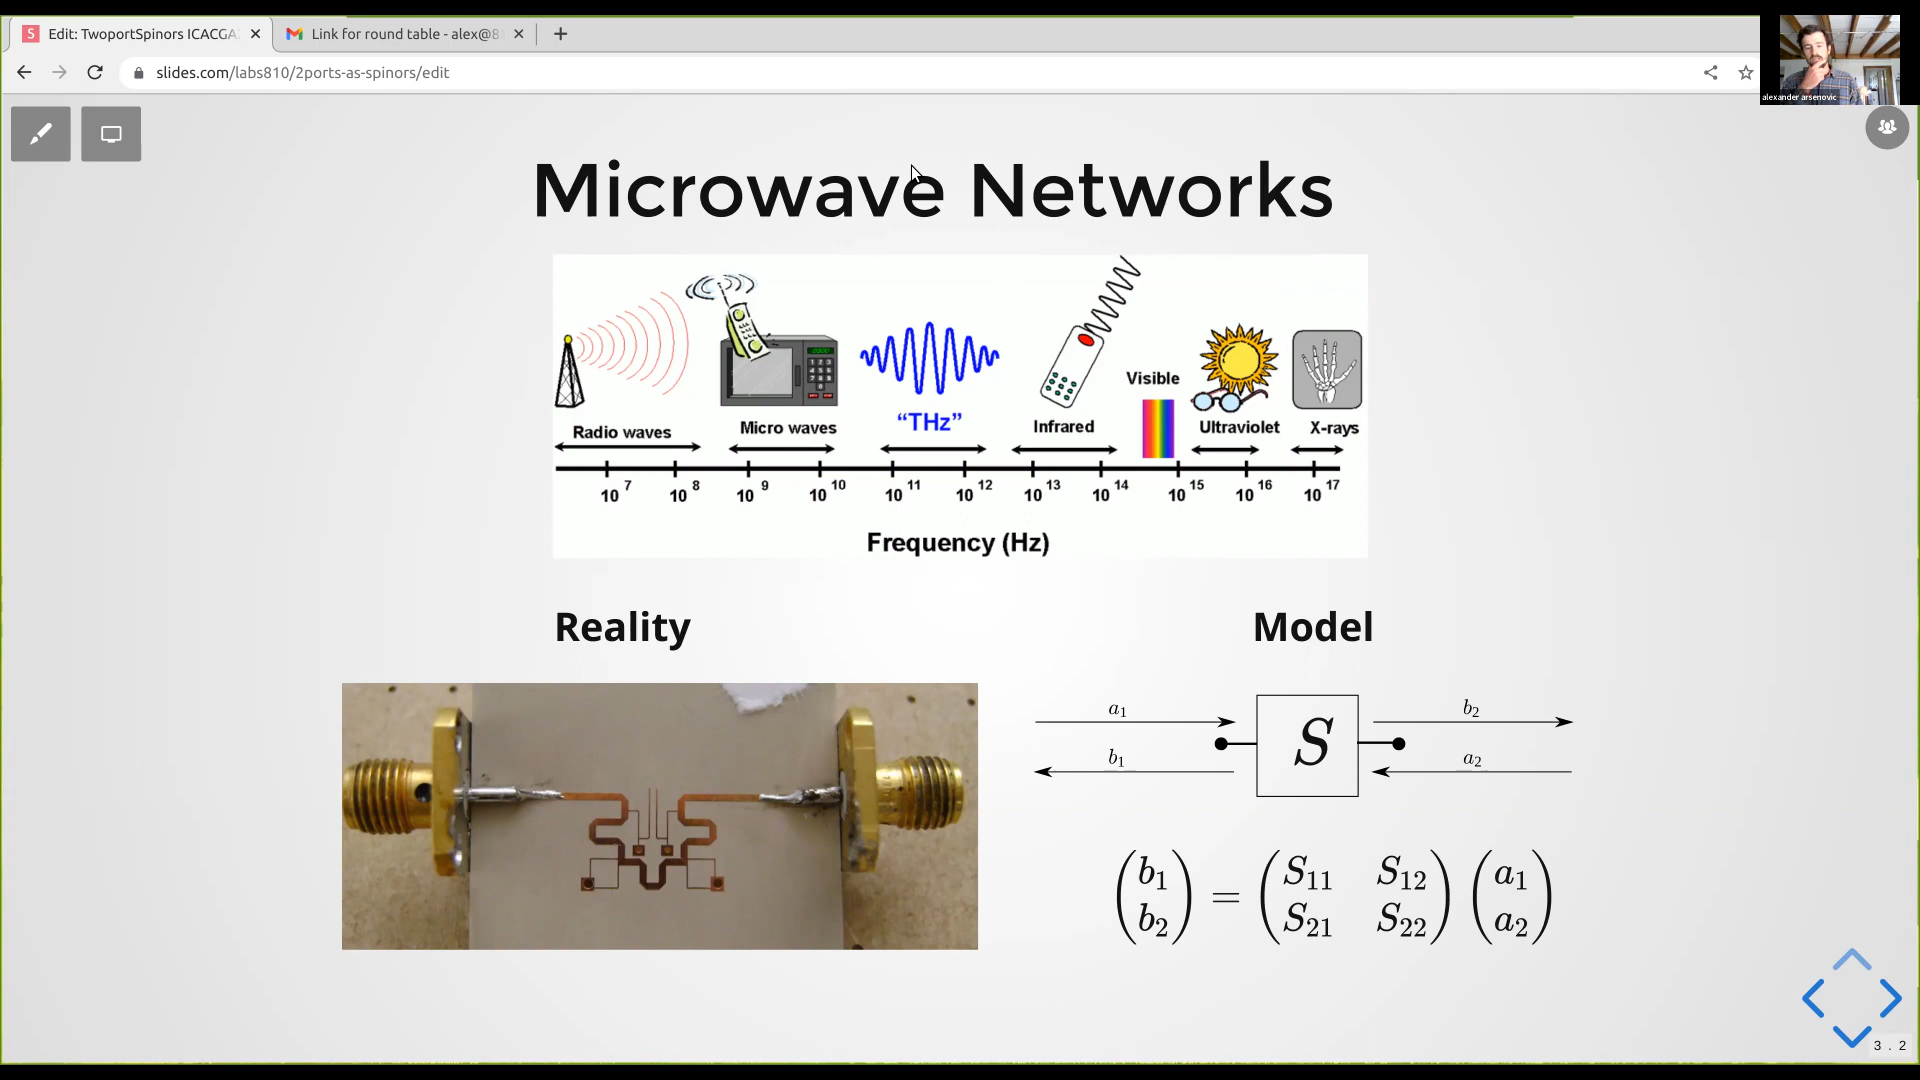 Edit: TwoportSpinors ICACGA
Link for round table - alex@8
slides.com/labs810/2ports-as-spinors/edit
alexander arsenovic
Microwave Networks
Visible
“THz”
Radio waves
Micro waves
Infrared
Ultraviolet
X-rays
10^7 10^8 10^9 10^10 10^11 10^12 10^13 10^14 10^15 10^16 10^17
Frequency (Hz)
Reality
Model
a1 b2
S
b1 a2
(b1 b2) = (S11 S12 S21 S22) (a1 a2)
3 . 2